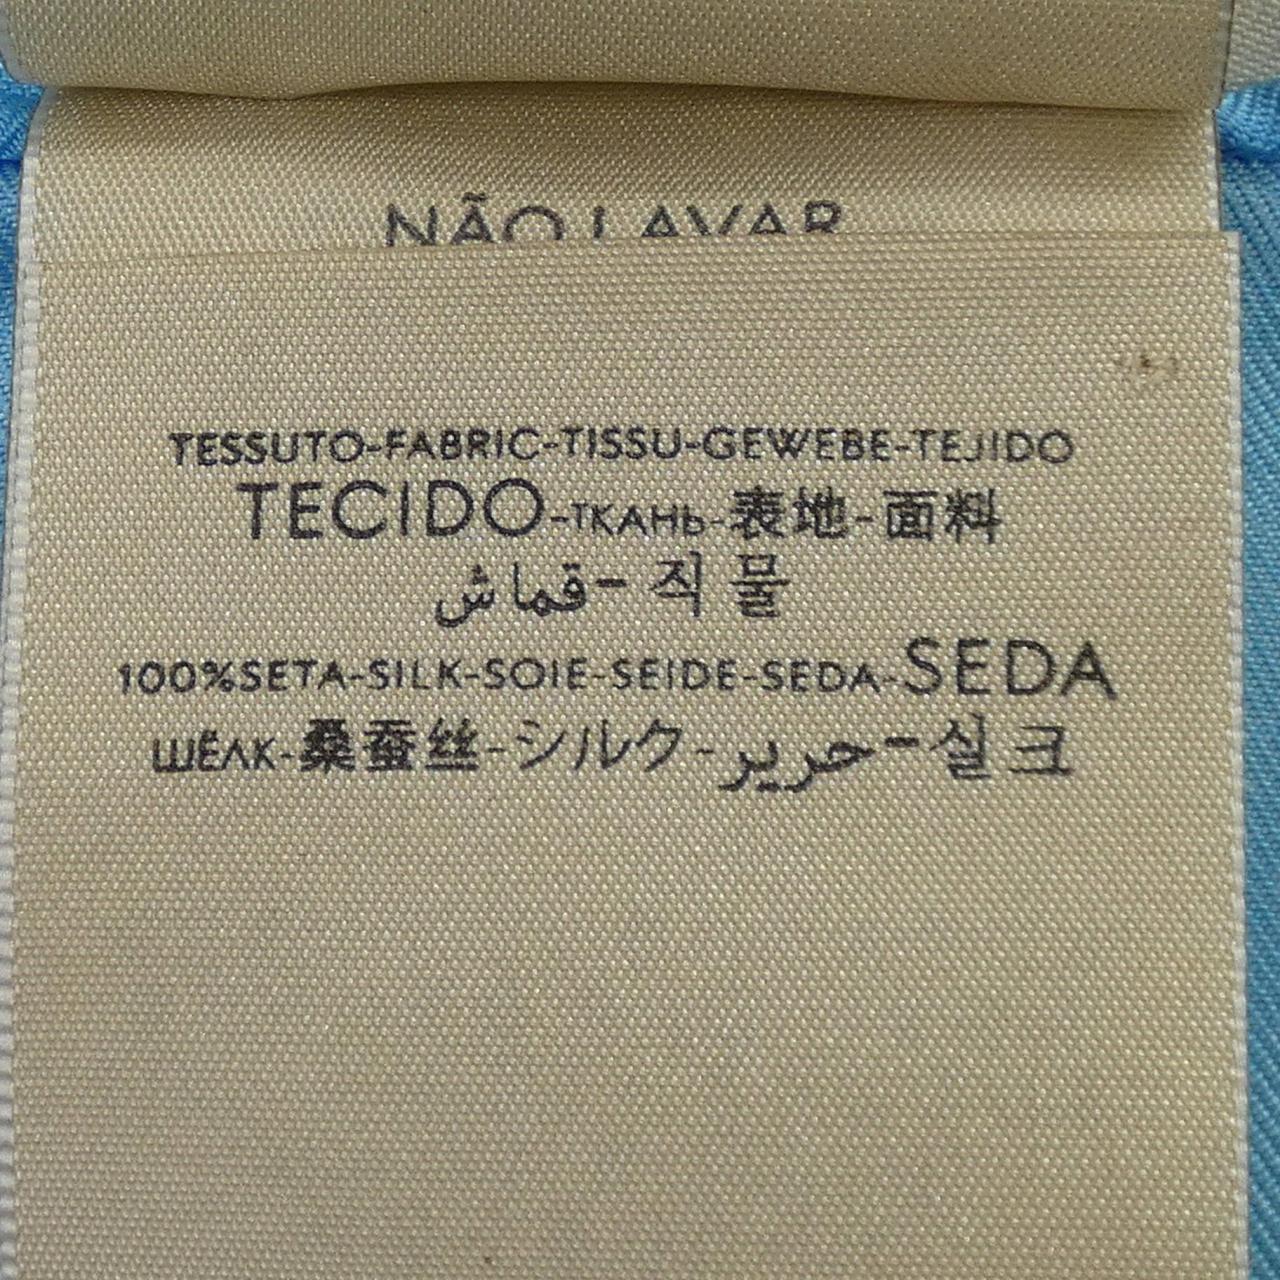 NÃO LAVAR
TESSUTO-FABRIC-TISSU-GEWEBE-TEJIDO
TECIDO-ТКАНЬ-表地-面料
قماش - 직물
100%SETA-SILK-SOIE-SEIDE-SEDA-SEDA
ШЁЛК-桑蚕丝-シルク-حرير-실크